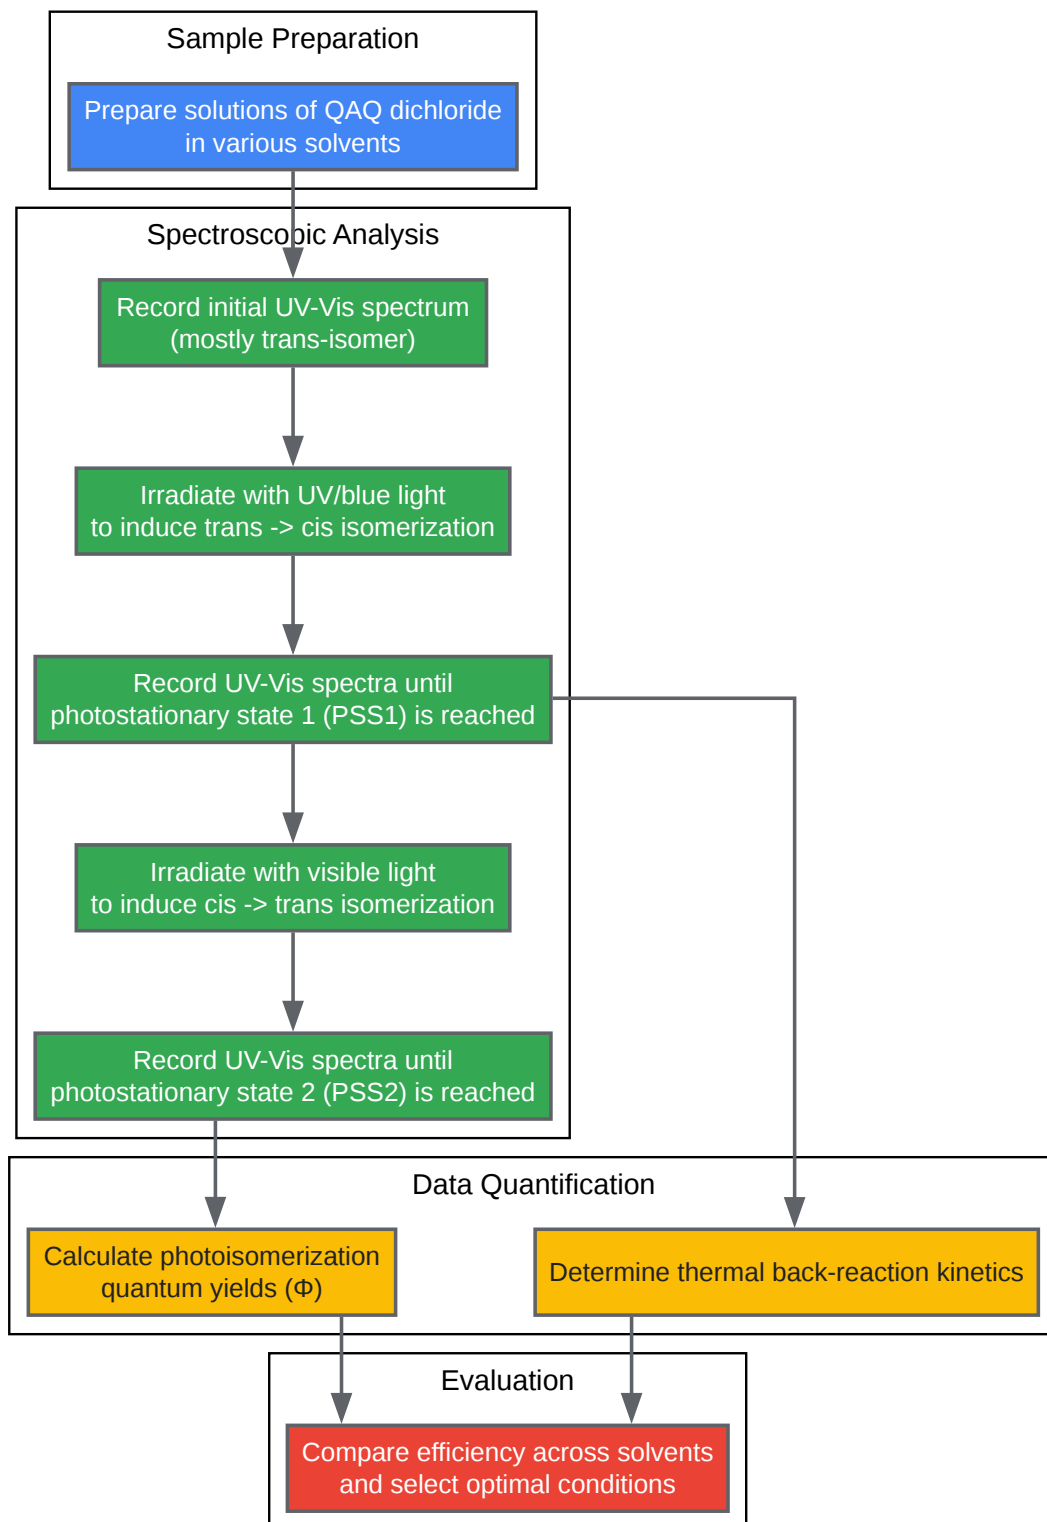 Sample Preparation
Prepare solutions of QAQ dichloride
in various solvents
Spectroscopic Analysis
Record initial UV-Vis spectrum
(mostly trans-isomer)
Irradiate with UV/blue light
to induce trans -> cis isomerization
Record UV-Vis spectra until
photostationary state 1 (PSS1) is reached
Irradiate with visible light
to induce cis -> trans isomerization
Record UV-Vis spectra until
photostationary state 2 (PSS2) is reached
Data Quantification
Calculate photoisomerization
quantum yields (Φ)
Determine thermal back-reaction kinetics
Evaluation
Compare efficiency across solvents
and select optimal conditions